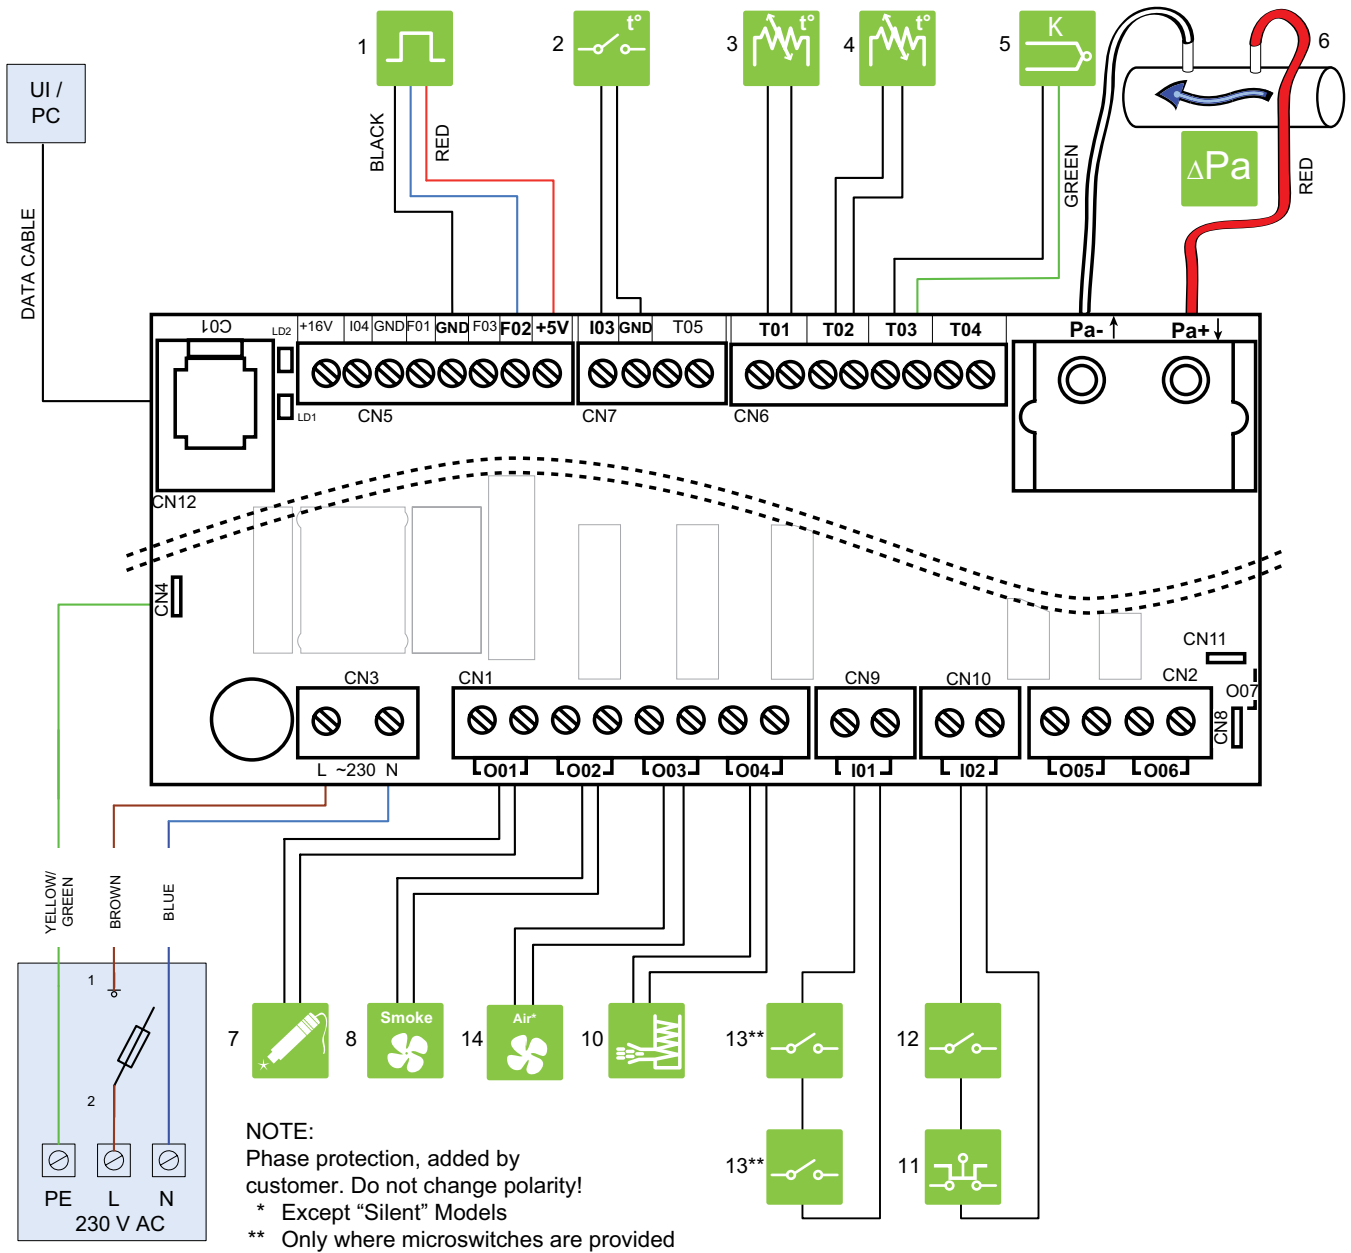 1
2
t°
3
t°
4
t°
5
K
6
UI /
PC
BLACK
RED
GREEN
ΔPa
RED
DATA CABLE
C01
LD2
+16V
I04
GND
F01
GND
F03
F02
+5V
I03
GND
T05
T01
T02
T03
T04
Pa-
Pa+
LD1
CN5
CN7
CN6
CN12
CN4
CN11
CN3
CN1
CN9
CN10
CN2
O07
CN8
L ~230 N
O01
O02
O03
O04
I01
I02
O05
O06
YELLOW/
GREEN
BROWN
BLUE
1
2
PE
L
N
230 V AC
7
8
Smoke
14
Air*
10
13**
12
13**
11
NOTE:
Phase protection, added by
customer. Do not change polarity!
* Except “Silent” Models
** Only where microswitches are provided